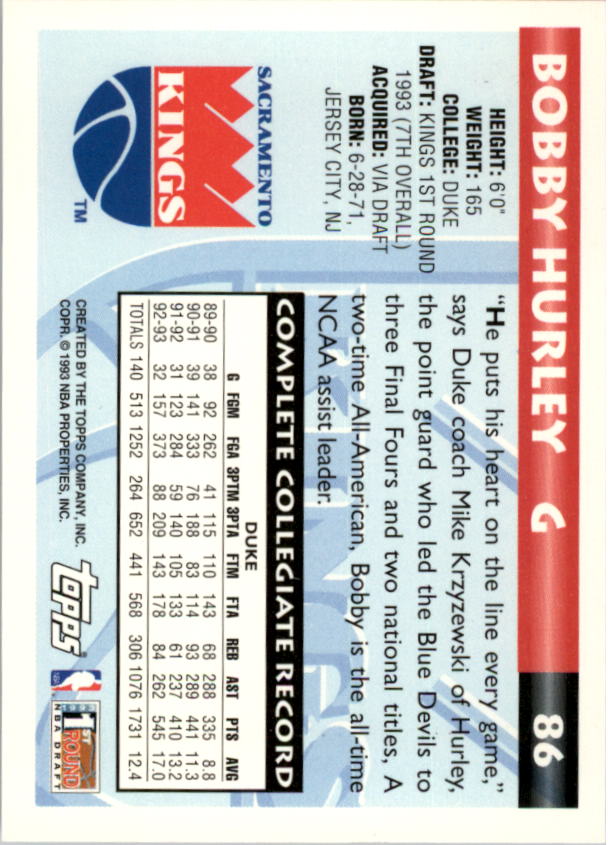 BOBBY HURLEY G 86
HEIGHT: 6'0"
WEIGHT: 165
COLLEGE: DUKE
DRAFT: KINGS 1ST ROUND
1993 (7TH OVERALL)
ACQUIRED: VIA DRAFT
BORN: 6-28-71,
JERSEY CITY, NJ
SACRAMENTO
KINGS
TM
"He puts his heart on the line every game,"
says Duke coach Mike Krzyzewski of Hurley,
the point guard who led the Blue Devils to
three Final Fours and two national titles, A
two-time All-American, Bobby is the all-time
NCAA assist leader.
COMPLETE COLLEGIATE RECORD
DUKE
G FGM FGA 3PTM 3PTA FTM FTA REB AST PTS AVG
89-90 38 92 262 41 115 110 143 68 288 335 8.8
90-91 39 141 333 76 188 83 114 93 289 441 11.3
91-92 31 123 284 59 140 105 133 61 237 410 13.2
92-93 32 157 373 88 209 143 178 84 262 545 17.0
TOTALS 140 513 1252 264 652 441 568 306 1076 1731 12.4
CREATED BY THE TOPPS COMPANY, INC.
COPR. © 1993 NBA PROPERTIES, INC.
topps
NBA
1ST
ROUND
NBA DRAFT